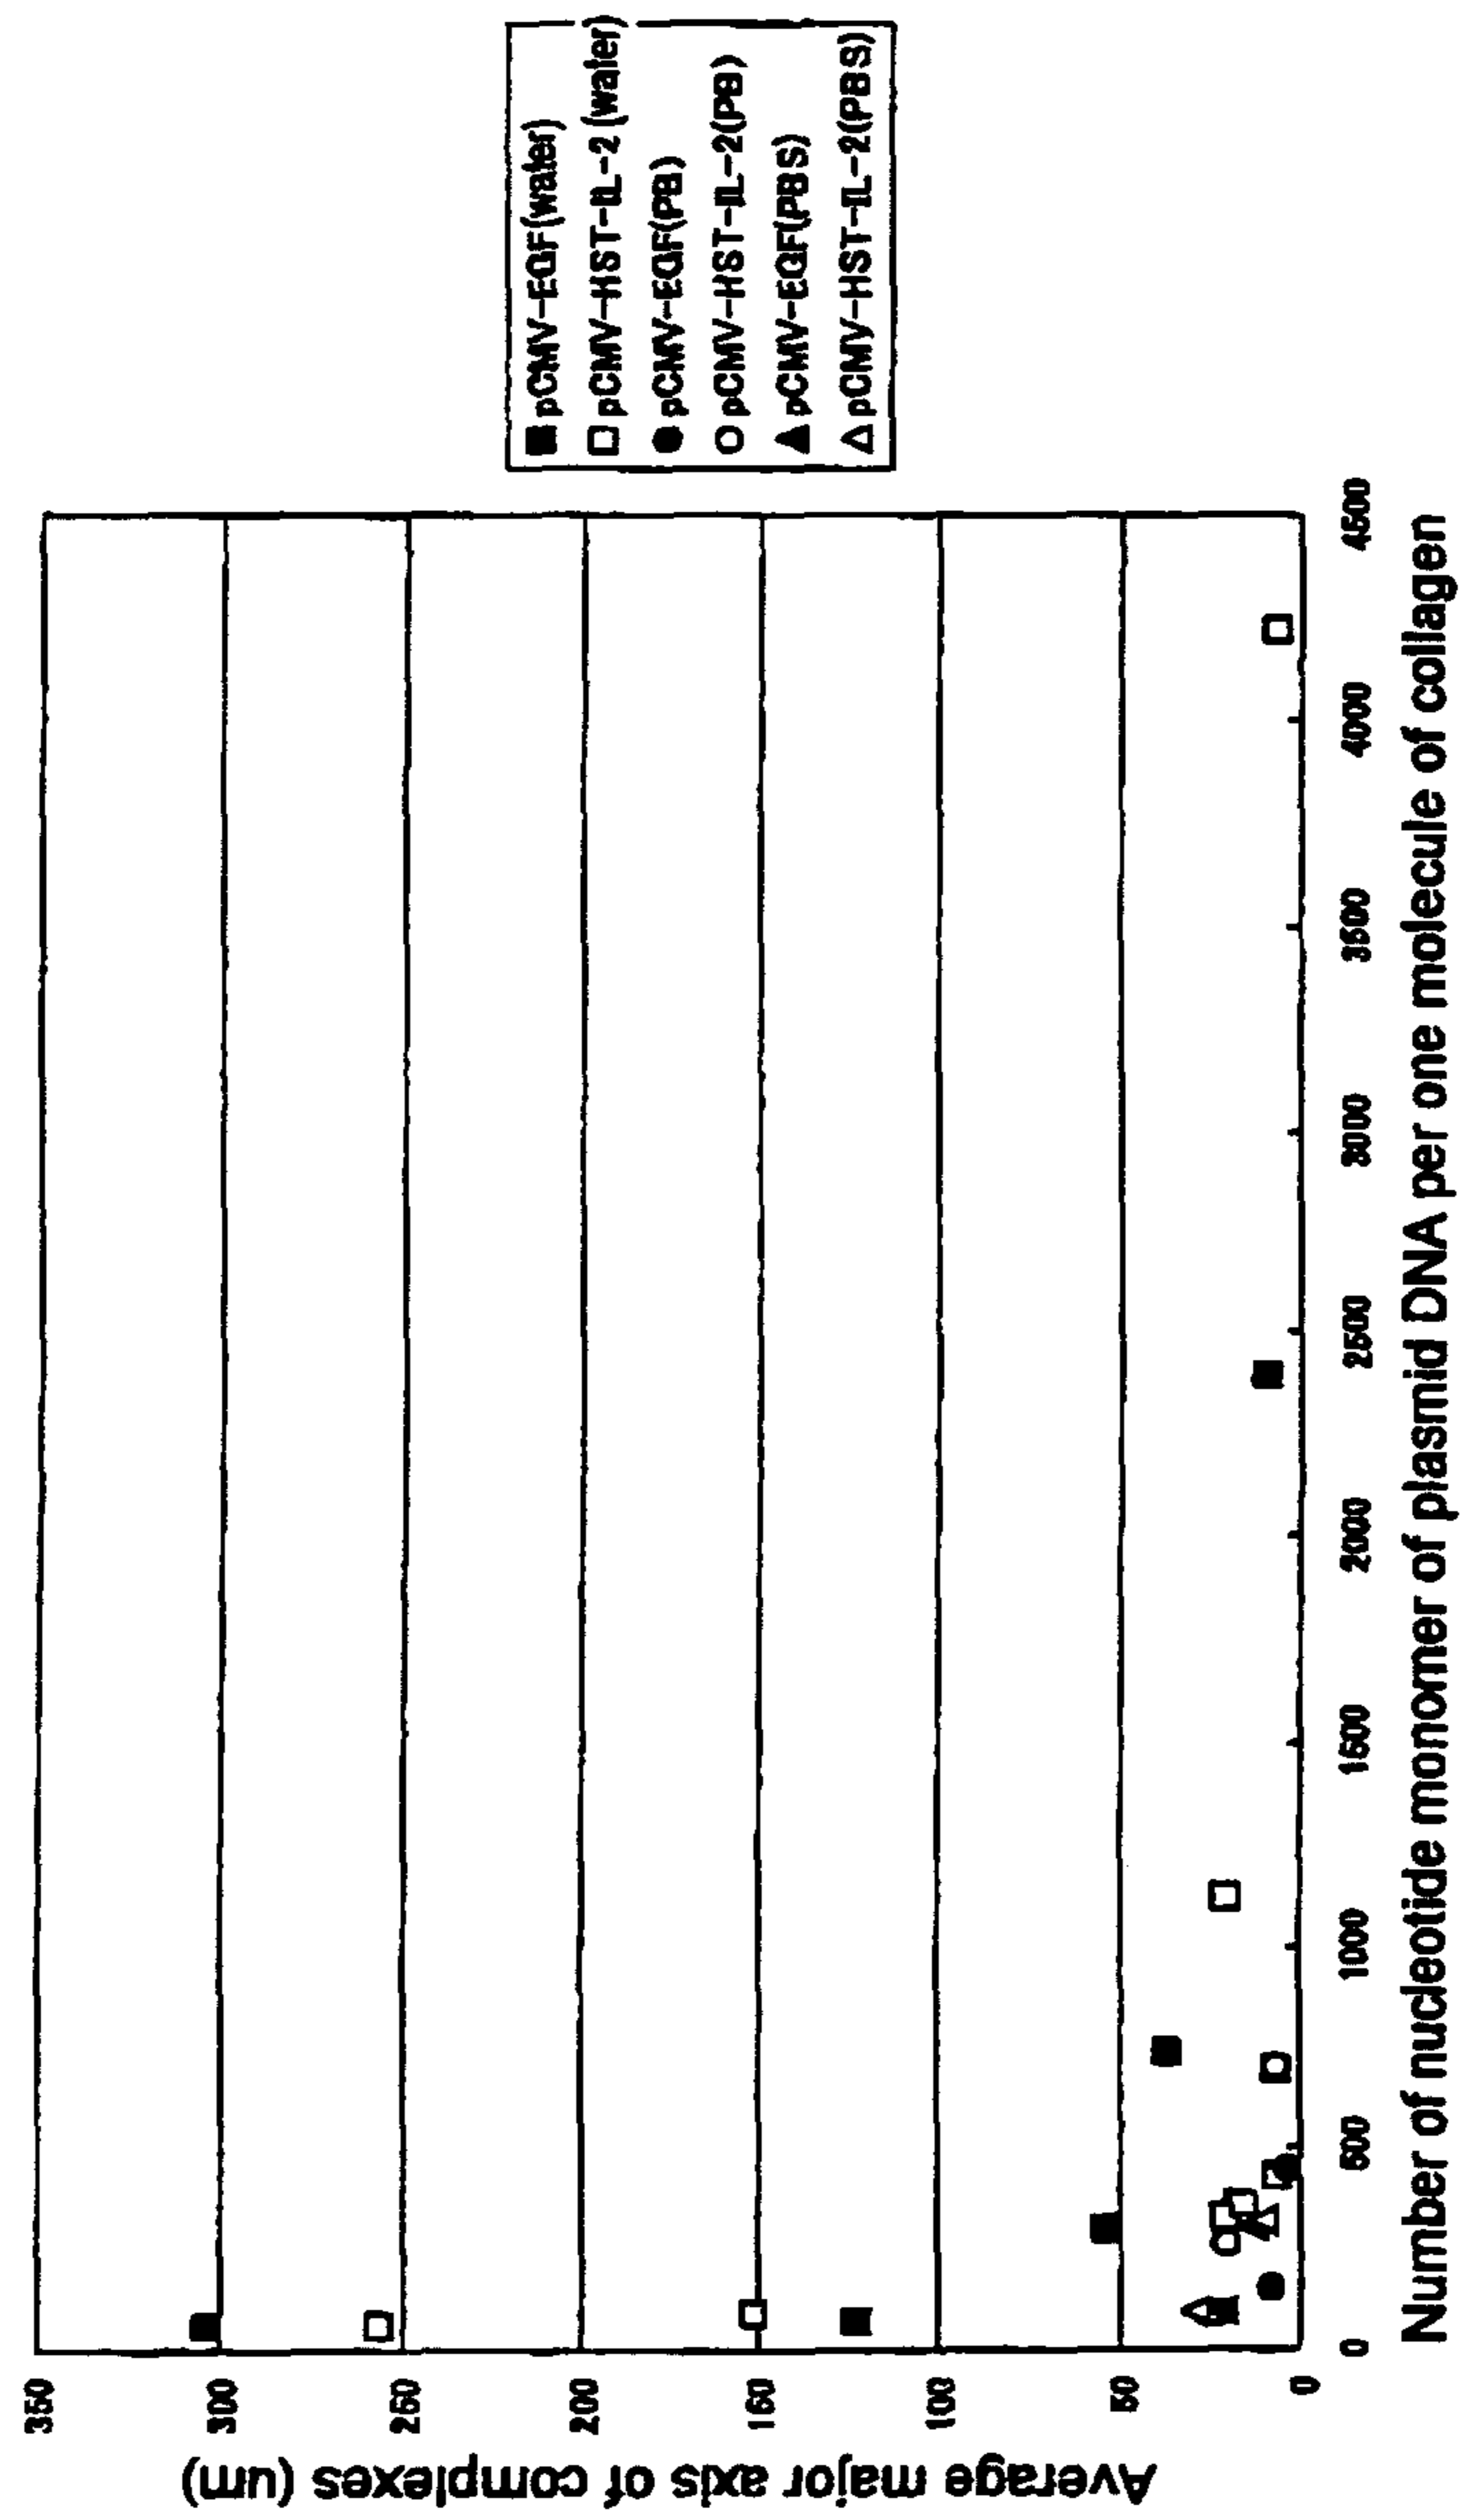 350
300
250
200
150
100
50
0
Average major axis of complexes (um)
0
500
1000
1500
2000
2500
3000
3500
4000
4500
Number of nucleotide monomer of plasmid DNA per one molecule of collagen
pCMV-EGF(water)
pCMV-HST-IL-2(water)
pCMV-EGF(PB)
pCMV-HST-IL-2(PB)
pCMV-EGF(PBS)
pCMV-HST-IL-2(PBS)